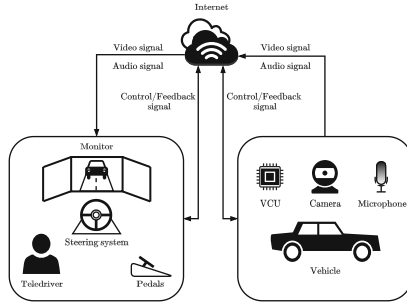 Internet
Video signal
Audio signal
Video signal
Audio signal
Control/Feedback
signal
Control/Feedback
signal
Monitor
Steering system
Teledriver
Pedals
VCU
Camera
Microphone
Vehicle